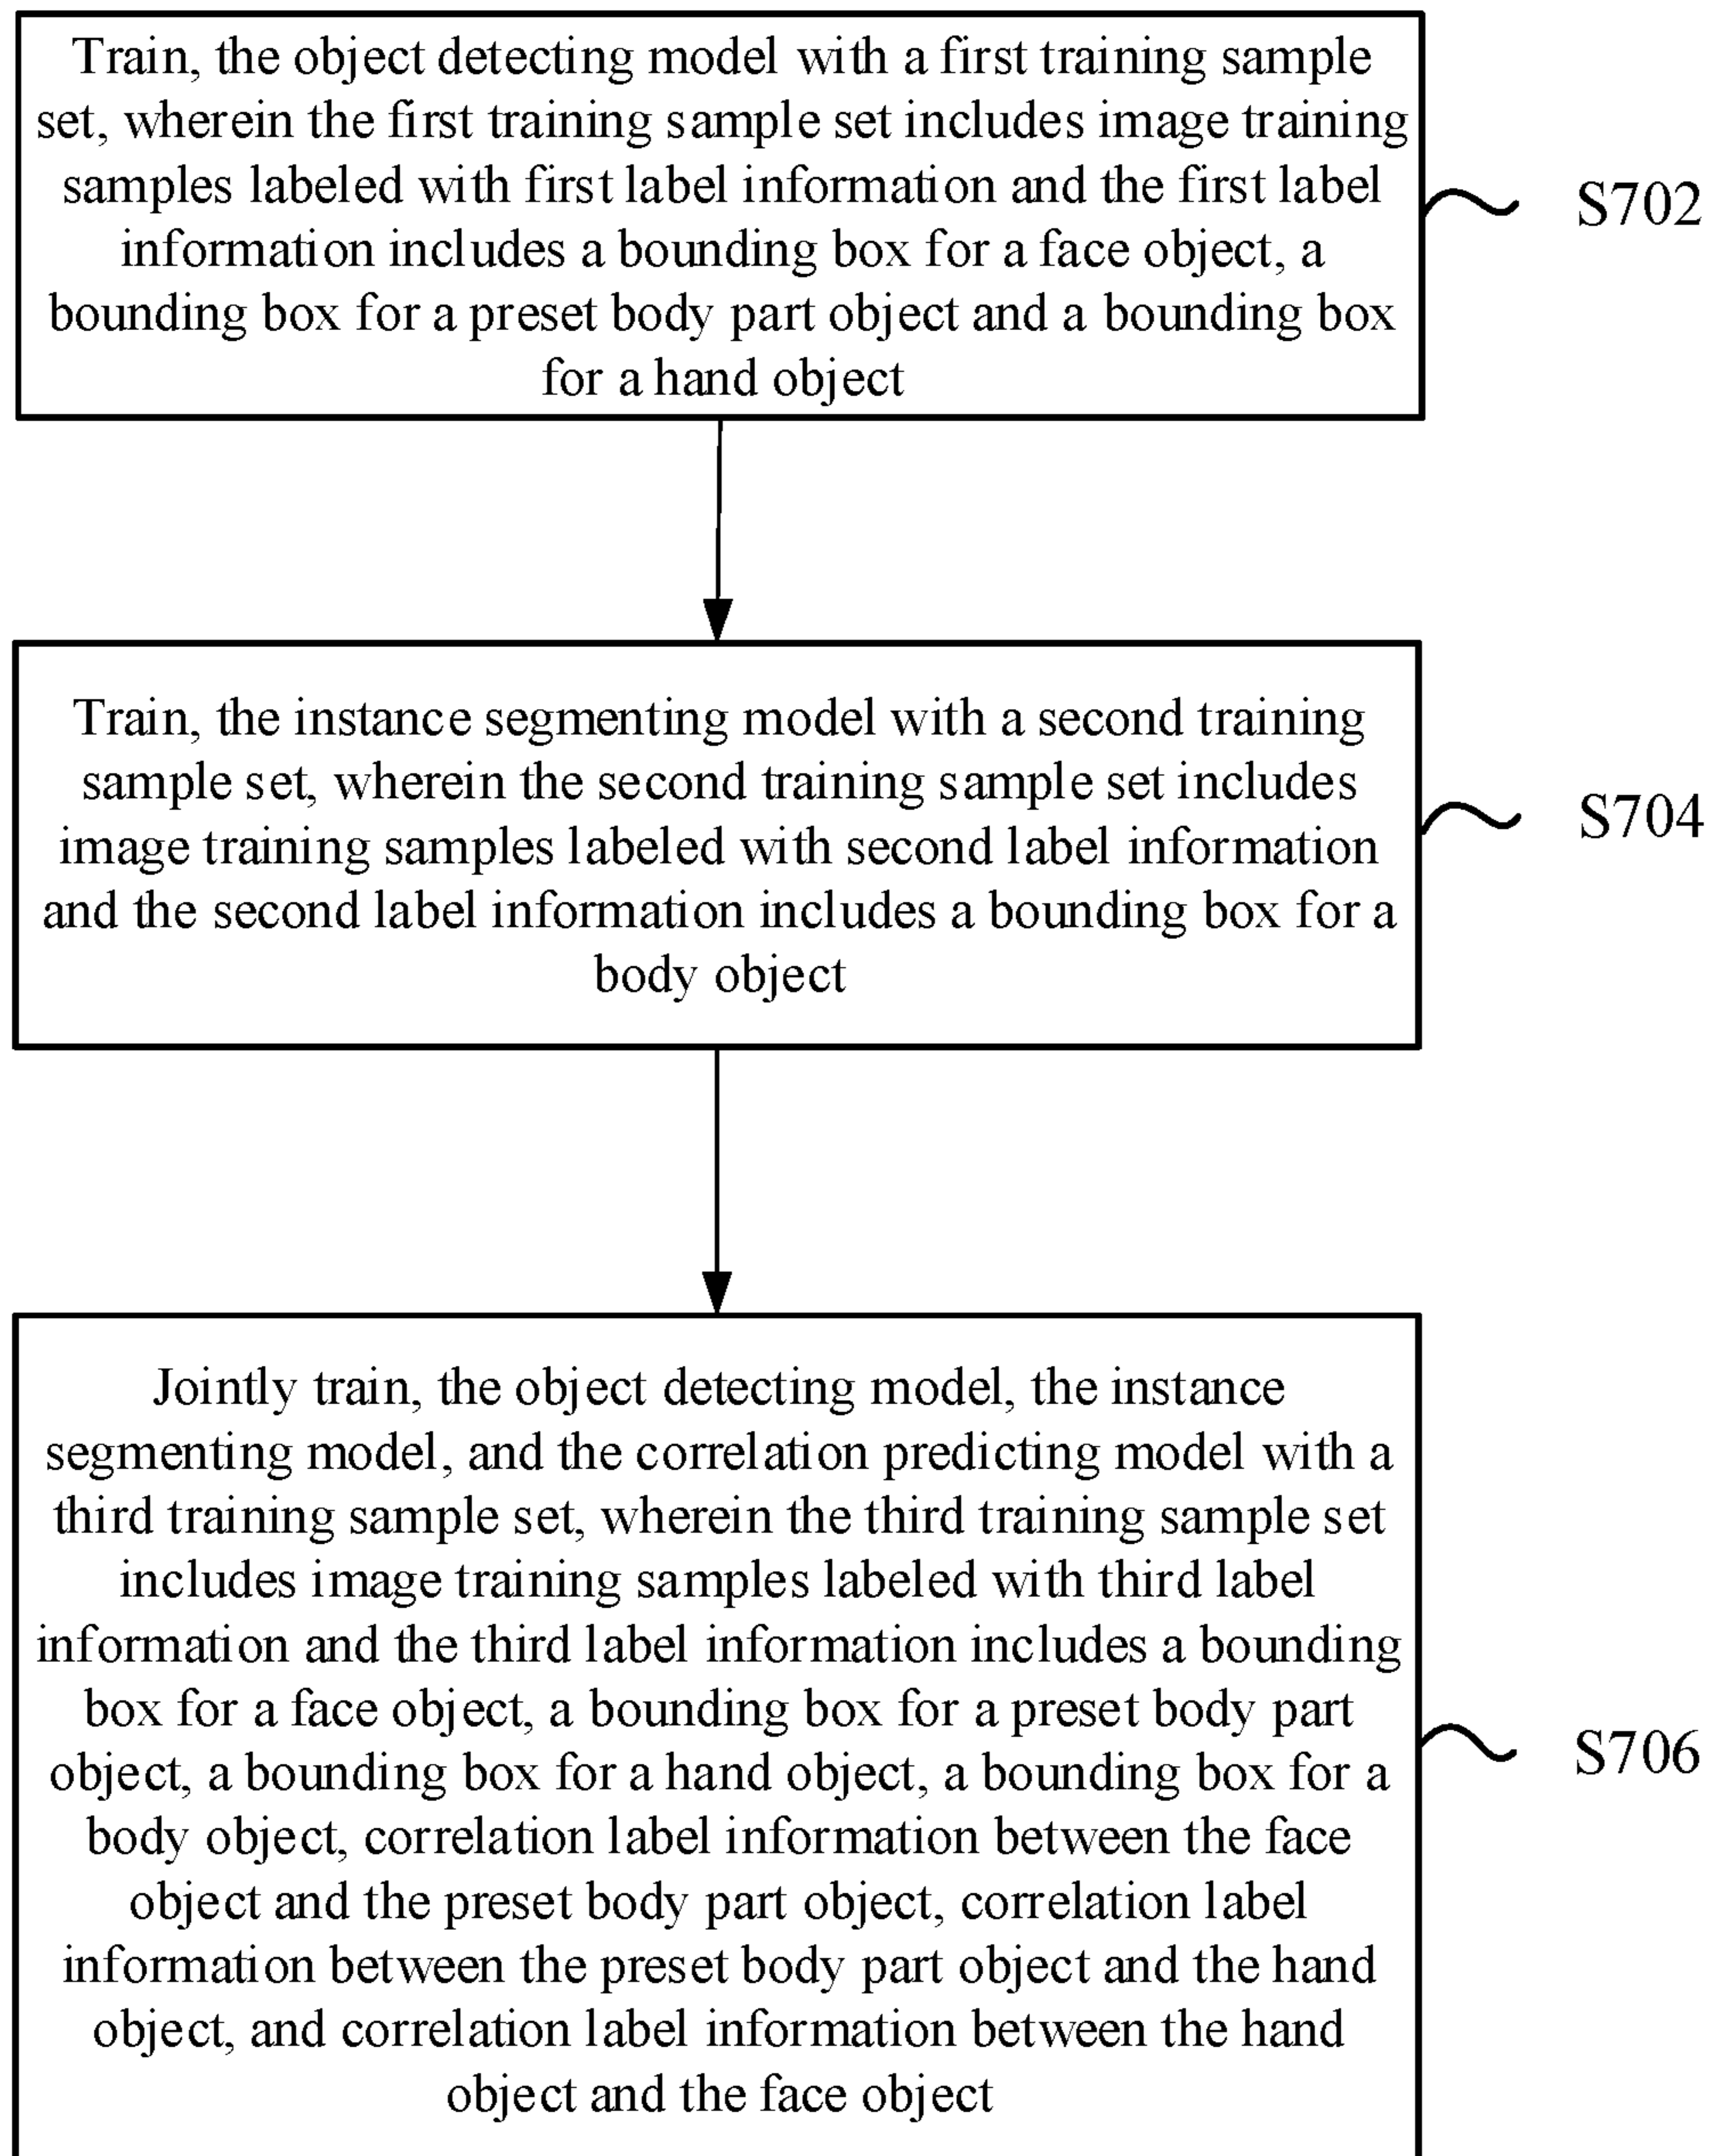 Train, the object detecting model with a first training sample
set, wherein the first training sample set includes image training
samples labeled with first label information and the first label
information includes a bounding box for a face object, a
bounding box for a preset body part object and a bounding box
for a hand object
S702
Train, the instance segmenting model with a second training
sample set, wherein the second training sample set includes
image training samples labeled with second label information
and the second label information includes a bounding box for a
body object
S704
Jointly train, the object detecting model, the instance
segmenting model, and the correlation predicting model with a
third training sample set, wherein the third training sample set
includes image training samples labeled with third label
information and the third label information includes a bounding
box for a face object, a bounding box for a preset body part
object, a bounding box for a hand object, a bounding box for a
body object, correlation label information between the face
object and the preset body part object, correlation label
information between the preset body part object and the hand
object, and correlation label information between the hand
object and the face object
S706